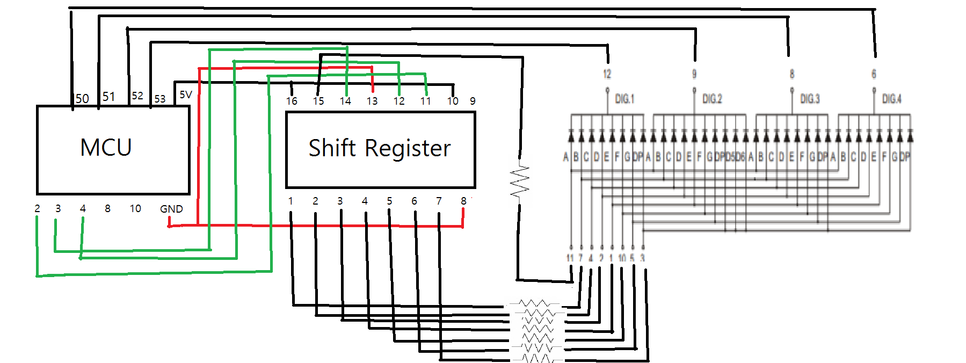 12 9 8 6
50 51 52 53 5V
16 15 14 13 12 11 10 9
DIG.1 DIG.2 DIG.3 DIG.4
MCU
Shift Register
A B C D E F G DP A B C D E F G DP D5 D6 A B C D E F G DP A B C D E F G DP
2 3 4 8 10 GND
1 2 3 4 5 6 7 8
11 7 4 2 1 10 5 3